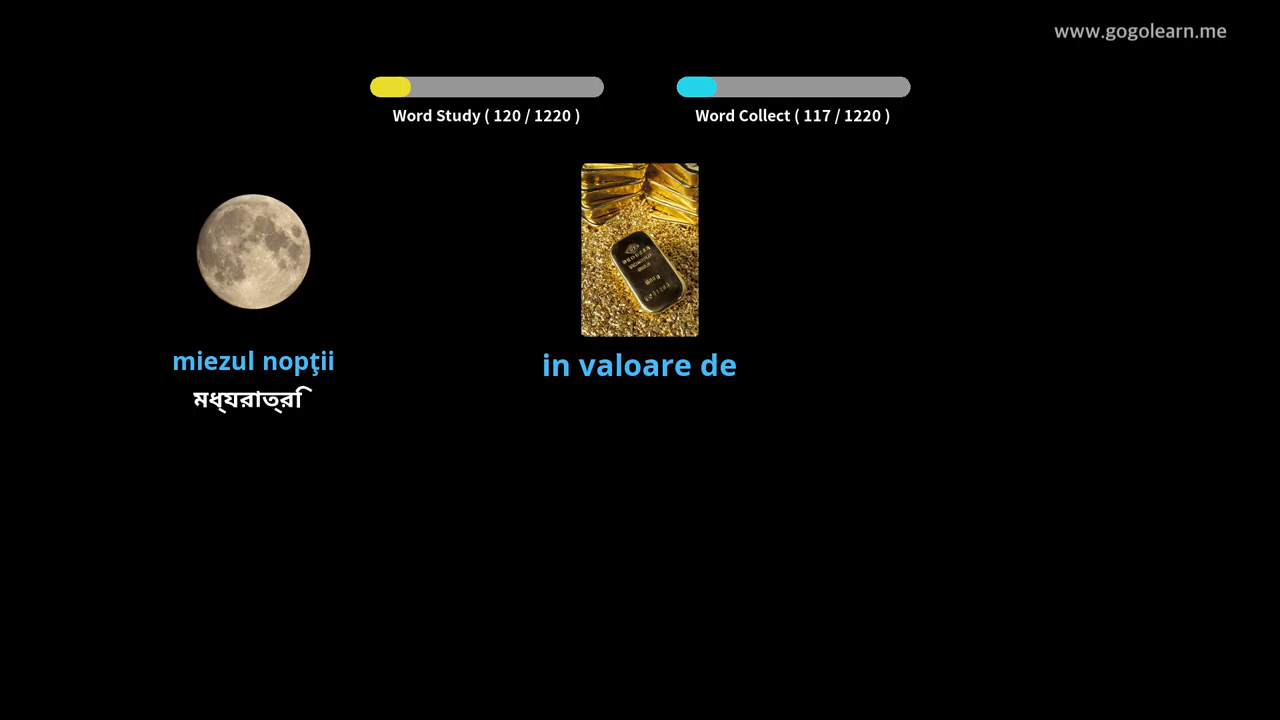 www.gogolearn.me
Word Study ( 120 / 1220 )
Word Collect ( 117 / 1220 )
miezul nopţii
মধ্যরাত্রি
in valoare de